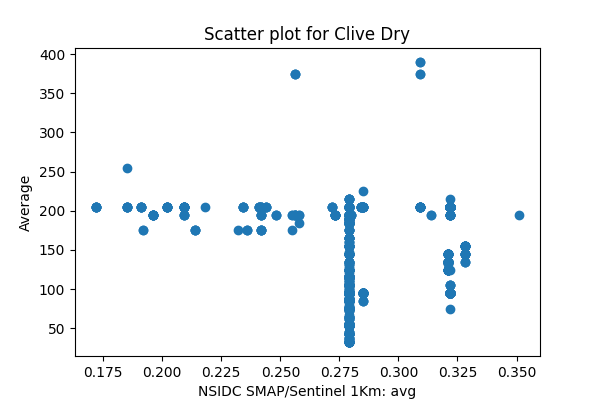 Scatter plot for Clive Dry
Average
400
350
300
250
200
150
100
50
0.175 0.200 0.225 0.250 0.275 0.300 0.325 0.350
NSIDC SMAP/Sentinel 1Km: avg